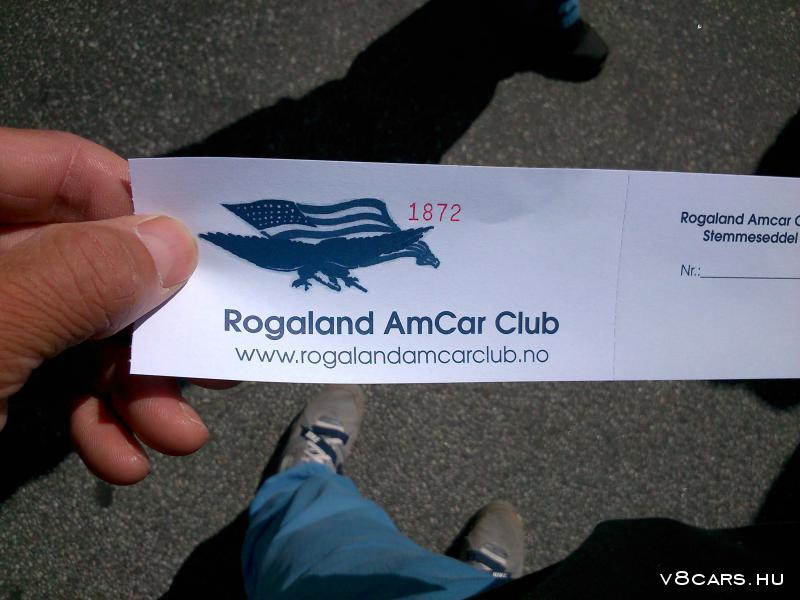 1872
Rogaland AmCar Club
www.rogalandamcarclub.no
Rogaland Amcar
Stemmeseddel
Nr.:
V8CARS.HU